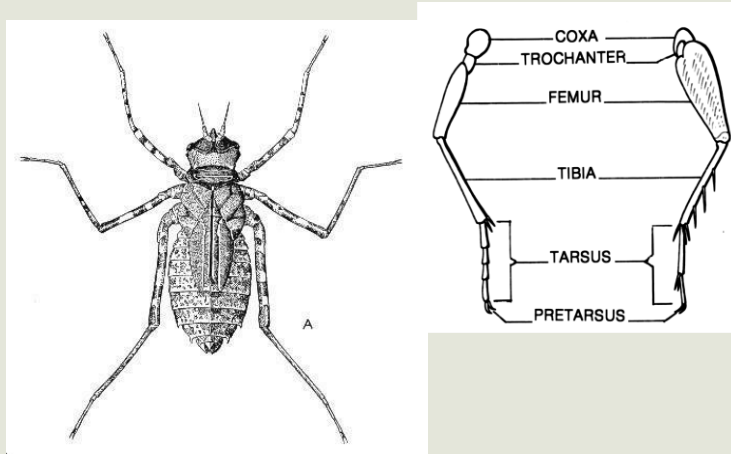 A
COXA
TROCHANTER
FEMUR
TIBIA
TARSUS
PRETARSUS